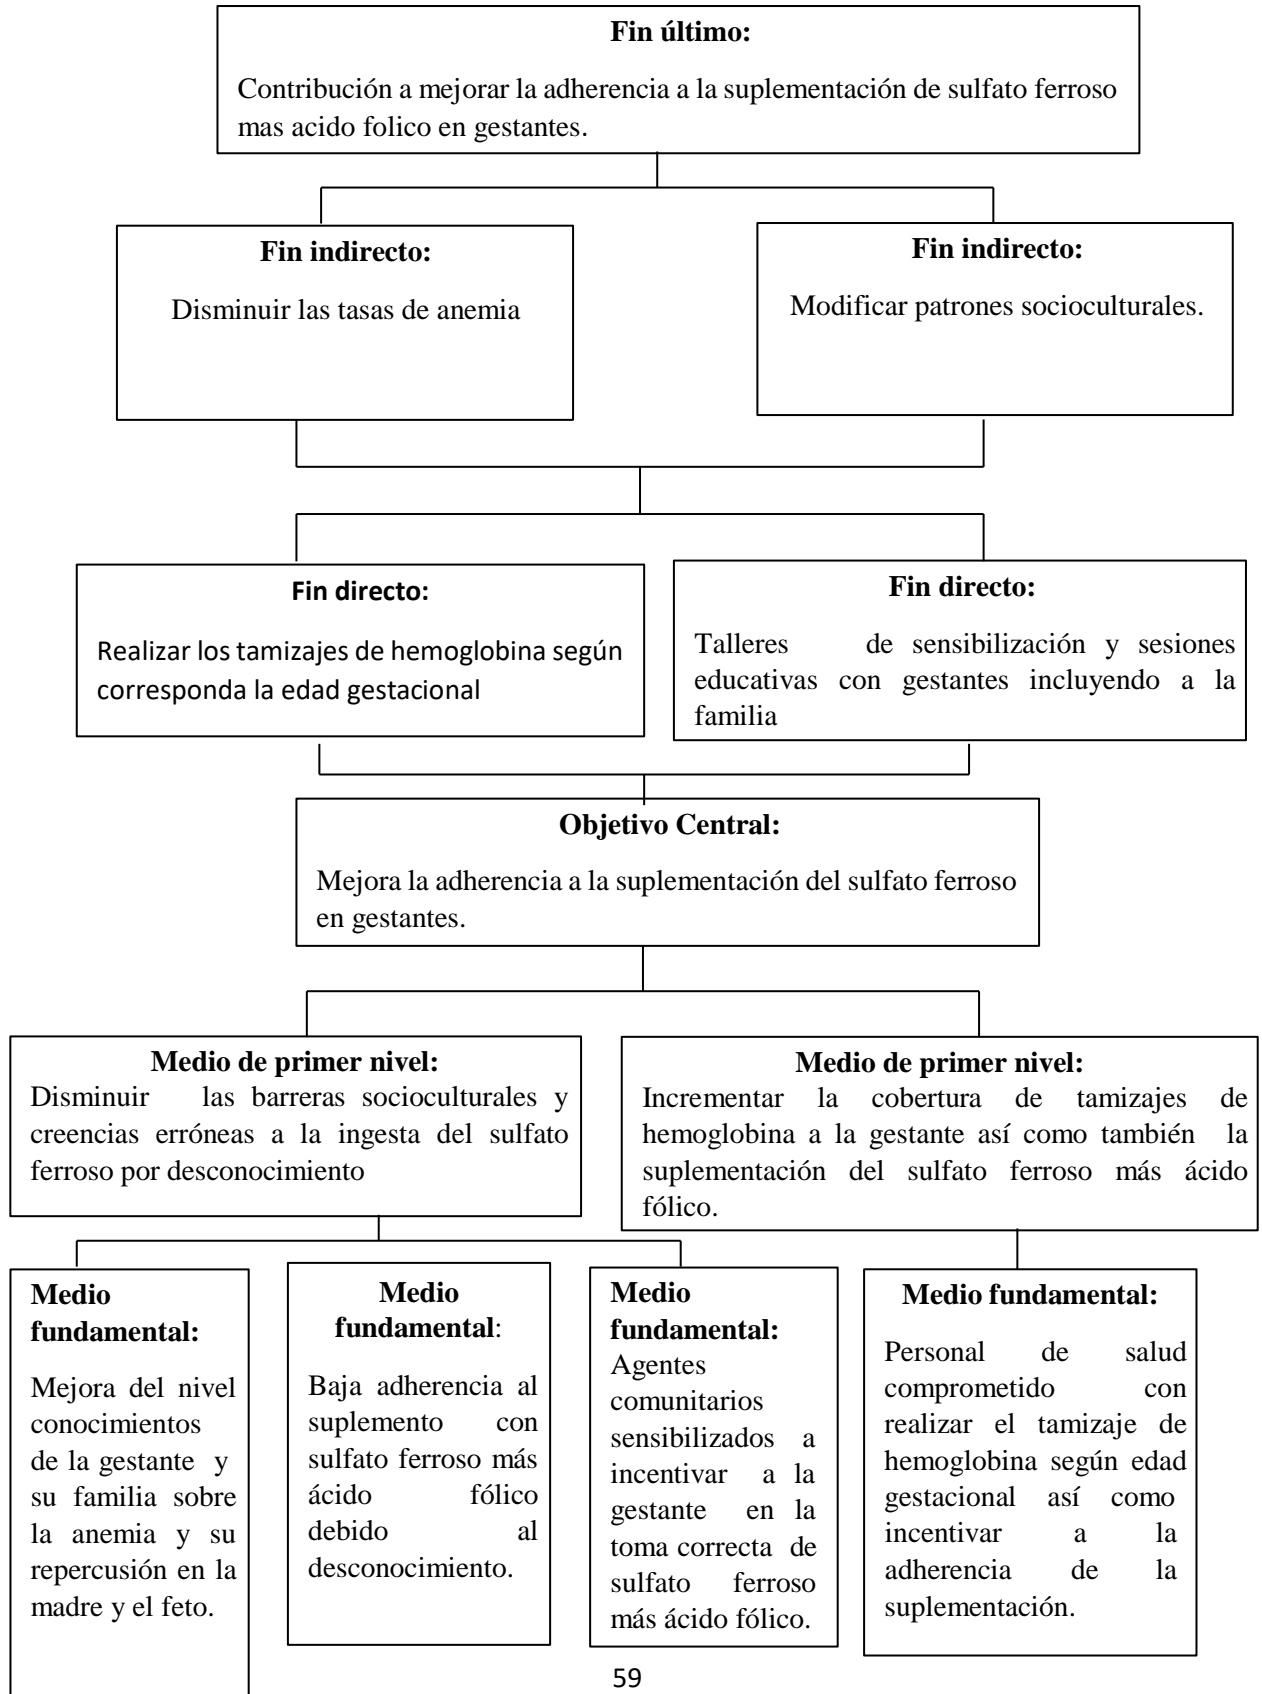 Fin último:
Contribución a mejorar la adherencia a la suplementación de sulfato ferroso
mas acido folico en gestantes.
Fin indirecto:
Disminuir las tasas de anemia
Fin indirecto:
Modificar patrones socioculturales.
Fin directo:
Realizar los tamizajes de hemoglobina según
corresponda la edad gestacional
Fin directo:
Talleres de sensibilización y sesiones
educativas con gestantes incluyendo a la
familia
Objetivo Central:
Mejora la adherencia a la suplementación del sulfato ferroso
en gestantes.
Medio de primer nivel:
Disminuir las barreras socioculturales y
creencias erróneas a la ingesta del sulfato
ferroso por desconocimiento
Medio de primer nivel:
Incrementar la cobertura de tamizajes de
hemoglobina a la gestante así como también la
suplementación del sulfato ferroso más ácido
fólico.
Medio
fundamental:
Mejora del nivel
conocimientos
de la gestante y
su familia sobre
la anemia y su
repercusión en la
madre y el feto.
Medio
fundamental:
Baja adherencia al
suplemento con
sulfato ferroso más
ácido fólico
debido al
desconocimiento.
Medio
fundamental:
Agentes
comunitarios
sensibilizados a
incentivar a la
gestante en la
toma correcta de
sulfato ferroso
más ácido fólico.
Medio fundamental:
Personal de salud
comprometido con
realizar el tamizaje de
hemoglobina según edad
gestacional así como
incentivar a la
adherencia de la
suplementación.
59